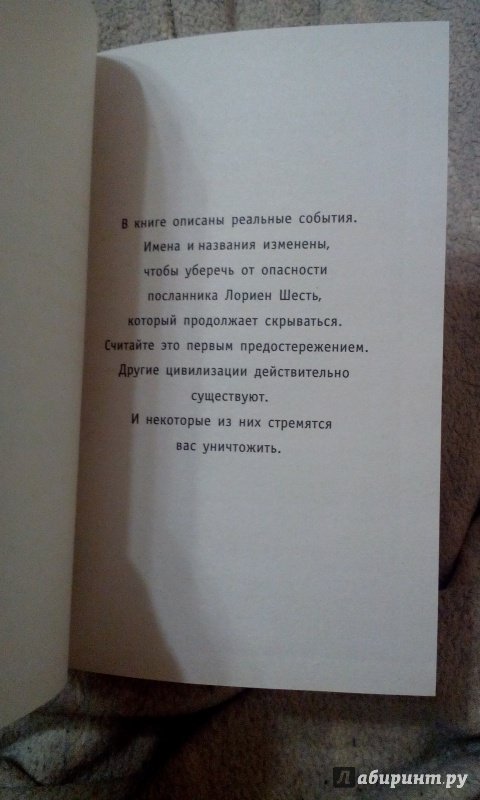 В книге описаны реальные события.
Имена и названия изменены,
чтобы уберечь от опасности
посланника Лориен Шесть,
который продолжает скрываться.
Считайте это первым предостережением.
Другие цивилизации действительно
существуют.
И некоторые из них стремятся
вас уничтожить.
Лабиринт.ру